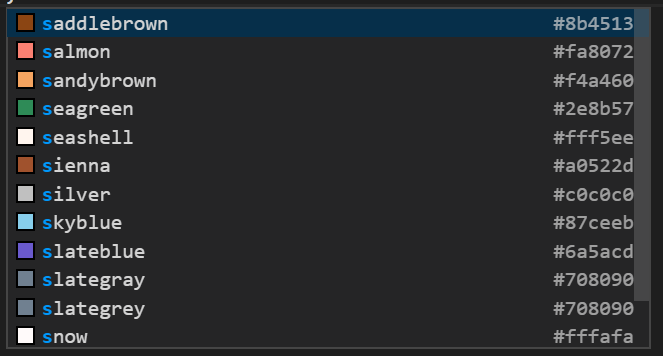 saddlebrown #8b4513
salmon #fa8072
sandybrown #f4a460
seagreen #2e8b57
seashell #fff5ee
sienna #a0522d
silver #c0c0c0
skyblue #87ceeb
slateblue #6a5acd
slategray #708090
slategrey #708090
snow #fffafa